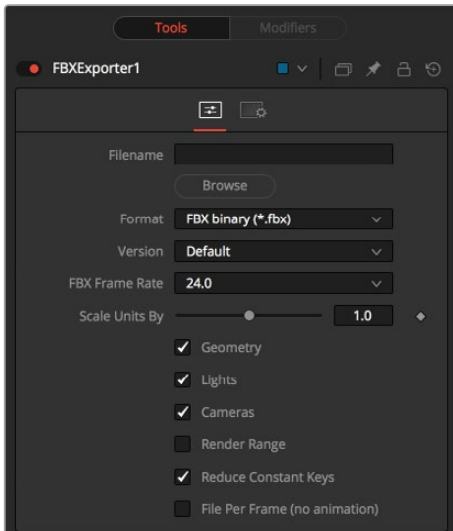 Tools Modifiers
FBXExporter1
Filename
Browse
Format FBX binary (*.fbx)
Version Default
FBX Frame Rate 24.0
Scale Units By 1.0
Geometry
Lights
Cameras
Render Range
Reduce Constant Keys
File Per Frame (no animation)